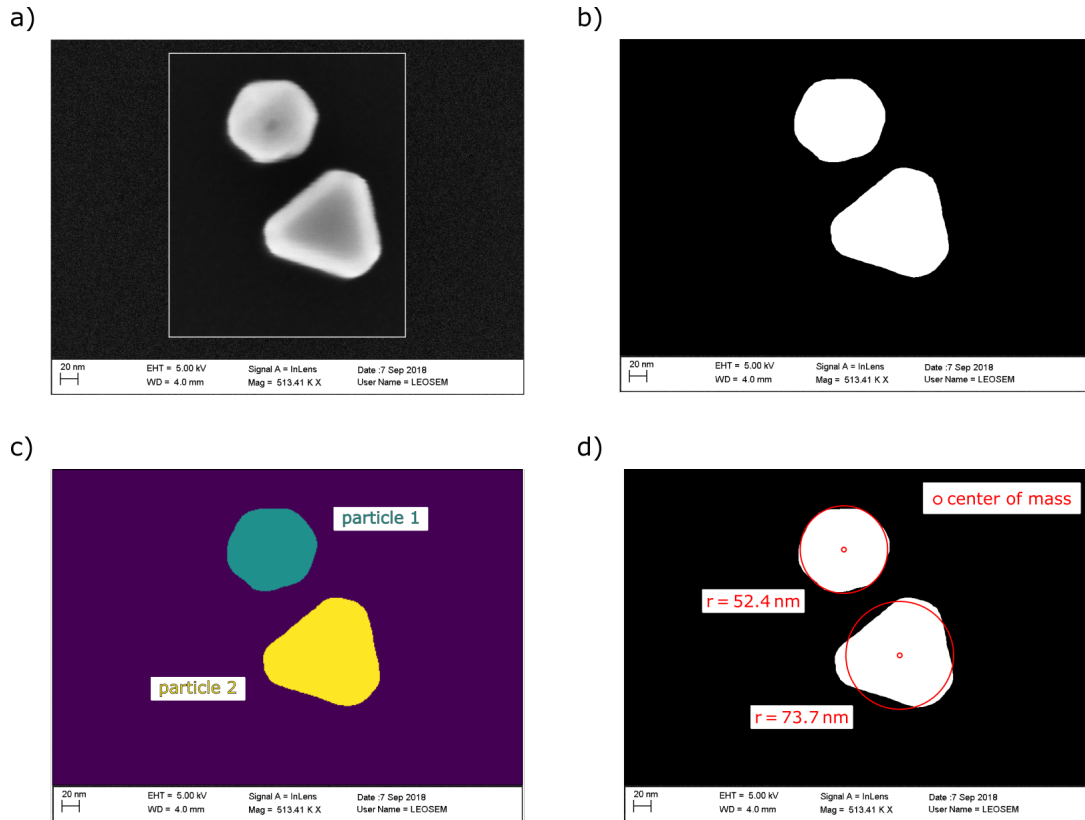 a)
b)
20 nm
EHT = 5.00 kV
WD = 4.0 mm
Signal A = InLens
Mag = 513.41 K X
Date :7 Sep 2018
User Name = LEOSEM
20 nm
EHT = 5.00 kV
WD = 4.0 mm
Signal A = InLens
Mag = 513.41 K X
Date :7 Sep 2018
User Name = LEOSEM
c)
d)
particle 1
particle 2
20 nm
EHT = 5.00 kV
WD = 4.0 mm
Signal A = InLens
Mag = 513.41 K X
Date :7 Sep 2018
User Name = LEOSEM
center of mass
r = 52.4 nm
r = 73.7 nm
20 nm
EHT = 5.00 kV
WD = 4.0 mm
Signal A = InLens
Mag = 513.41 K X
Date :7 Sep 2018
User Name = LEOSEM